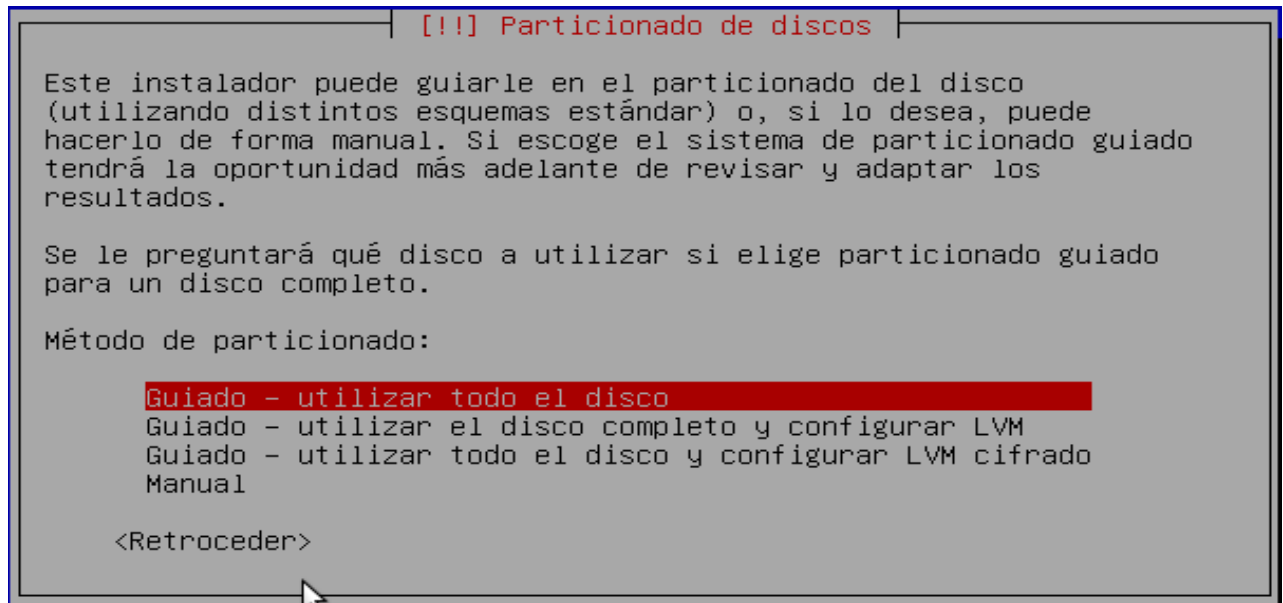 [!!] Particionado de discos
Este instalador puede guiarle en el particionado del disco
(utilizando distintos esquemas estándar) o, si lo desea, puede
hacerlo de forma manual. Si escoge el sistema de particionado guiado
tendrá la oportunidad más adelante de revisar y adaptar los
resultados.
Se le preguntará qué disco a utilizar si elige particionado guiado
para un disco completo.
Método de particionado:
Guiado – utilizar todo el disco
Guiado – utilizar el disco completo y configurar LVM
Guiado – utilizar todo el disco y configurar LVM cifrado
Manual
<Retroceder>